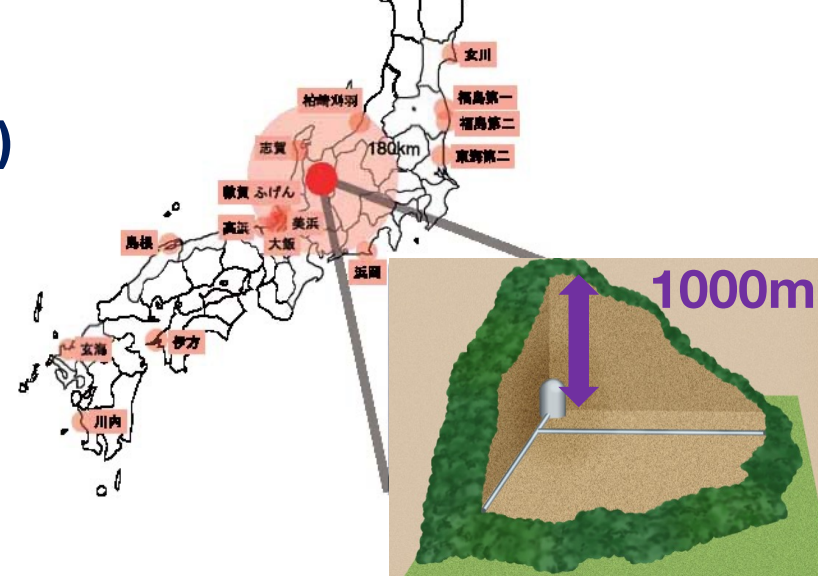 )
玄川
柏崎刈羽
福島第一
福島第二
志賀
180km
東海第二
敦賀 ふげん
高浜
美浜
島根
大飯
浜岡
1000m
伊方
玄海
川内